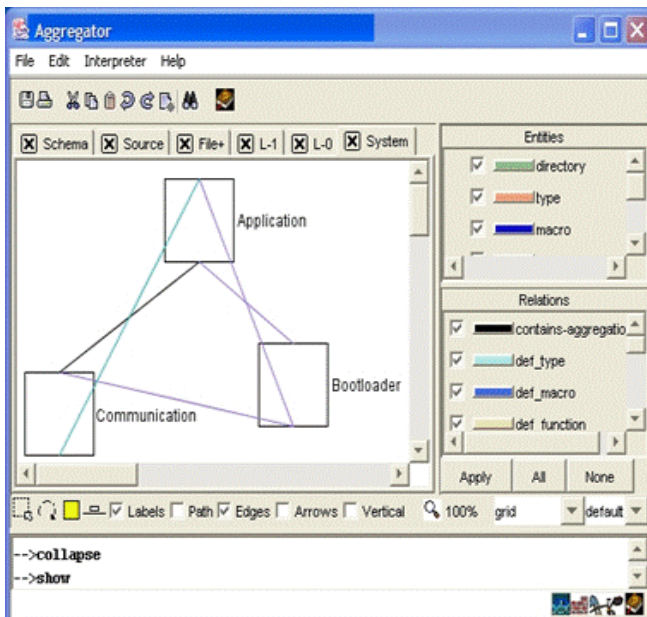 Aggregator
File Edit Interpreter Help
Schema Source File+ L-1 L-0 System
Application
Bootloader
Communication
Entities
directory
type
macro
Relations
contains-aggregatio
def_type
def_macro
def_function
Apply All None
Labels Path Edges Arrows Vertical 100% grid default
-->collapse
-->show